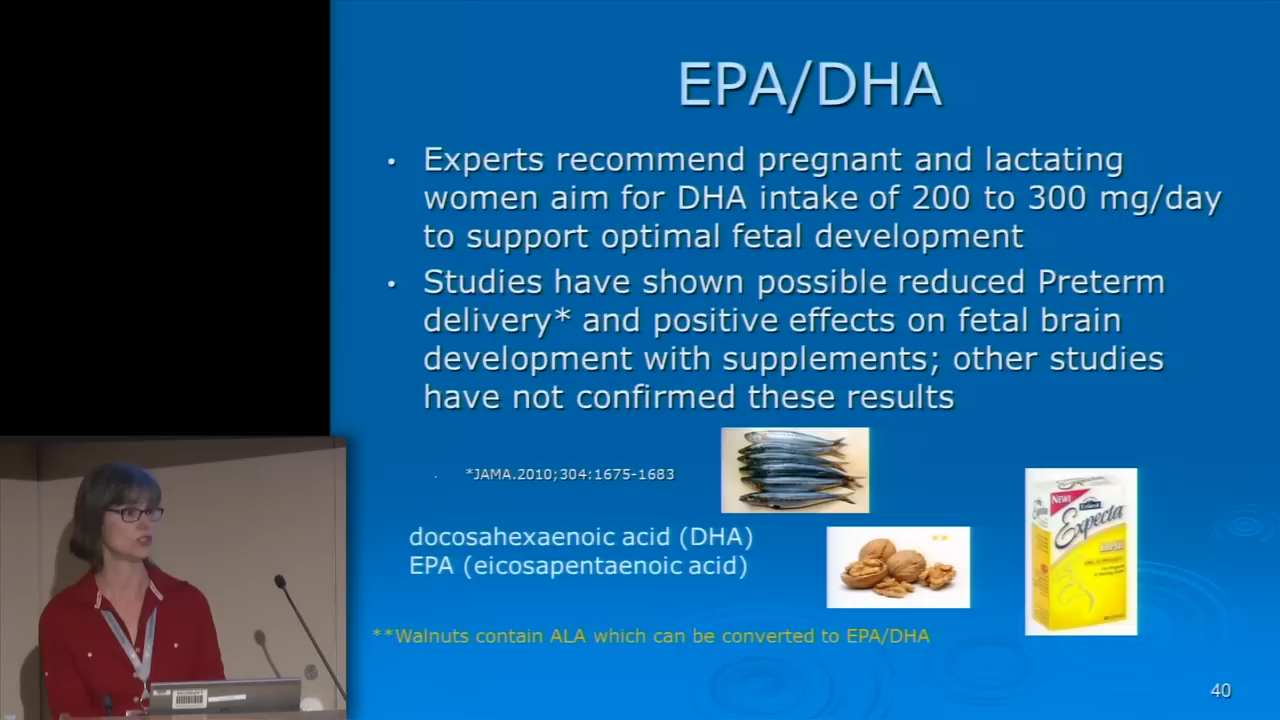 EPA/DHA
• Experts recommend pregnant and lactating
women aim for DHA intake of 200 to 300 mg/day
to support optimal fetal development
• Studies have shown possible reduced Preterm
delivery* and positive effects on fetal brain
development with supplements; other studies
have not confirmed these results
• *JAMA.2010;304:1675-1683
docosahexaenoic acid (DHA)
EPA (eicosapentaenoic acid)
**
NEW!
Expecta
**Walnuts contain ALA which can be converted to EPA/DHA
40